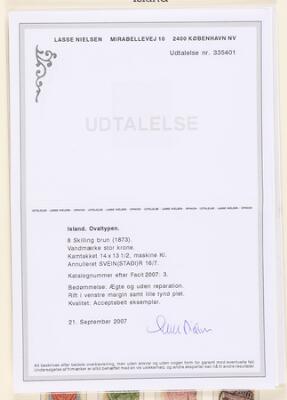 Island
LASSE NIELSEN MIRABELLEVEJ 10 2400 KØBENHAVN NV
Udtalelse nr. 335401
UDTALELSE
Island. Ovaltypen.
8 Skilling brun (1873).
Vandmærke stor krone.
Kamtakket 14 x 13 1/2, maskine KI.
Annulleret SVEIN(STADI)R 16/7.
Katalognummer efter Facit 2007: 3.
Bedømmelse: Ægte og uden reparation.
Rift i venstre margin samt lille tynd plet.
Kvalitet: Acceptabelt eksemplar.
21. September 2007